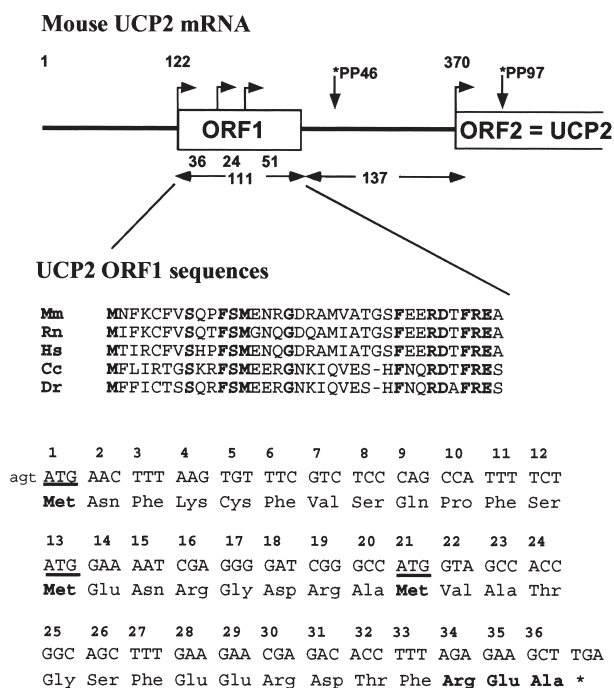 Mouse UCP2 mRNA
1 122 *PP46 370 *PP97
ORF1 ORF2 = UCP2
36 24 51
111 137
UCP2 ORF1 sequences
Mm MNFKCFVSQPFSMENRGDRAMVATGSFEERDTFREA
Rn MIFKCFVSQTFSMGNQGDQAMIATGSFEERDTFREA
Hs MTIRCFVSHPFSMENQGDRAMIATGSFEERDTFREA
Cc MFLIRTGSKRFSMEERGNKIQVES-HFNQRDTFRES
Dr MFFICTSSQRFSMEERGNKIQVES-HFNQRDAFRES
1 2 3 4 5 6 7 8 9 10 11 12
agt ATG AAC TTT AAG TGT TTC GTC TCC CAG CCA TTT TCT
Met Asn Phe Lys Cys Phe Val Ser Gln Pro Phe Ser
13 14 15 16 17 18 19 20 21 22 23 24
ATG GAA AAT CGA GGG GAT CGG GCC ATG GTA GCC ACC
Met Glu Asn Arg Gly Asp Arg Ala Met Val Ala Thr
25 26 27 28 29 30 31 32 33 34 35 36
GGC AGC TTT GAA GAA CGA GAC ACC TTT AGA GAA GCT TGA
Gly Ser Phe Glu Glu Arg Asp Thr Phe Arg Glu Ala *